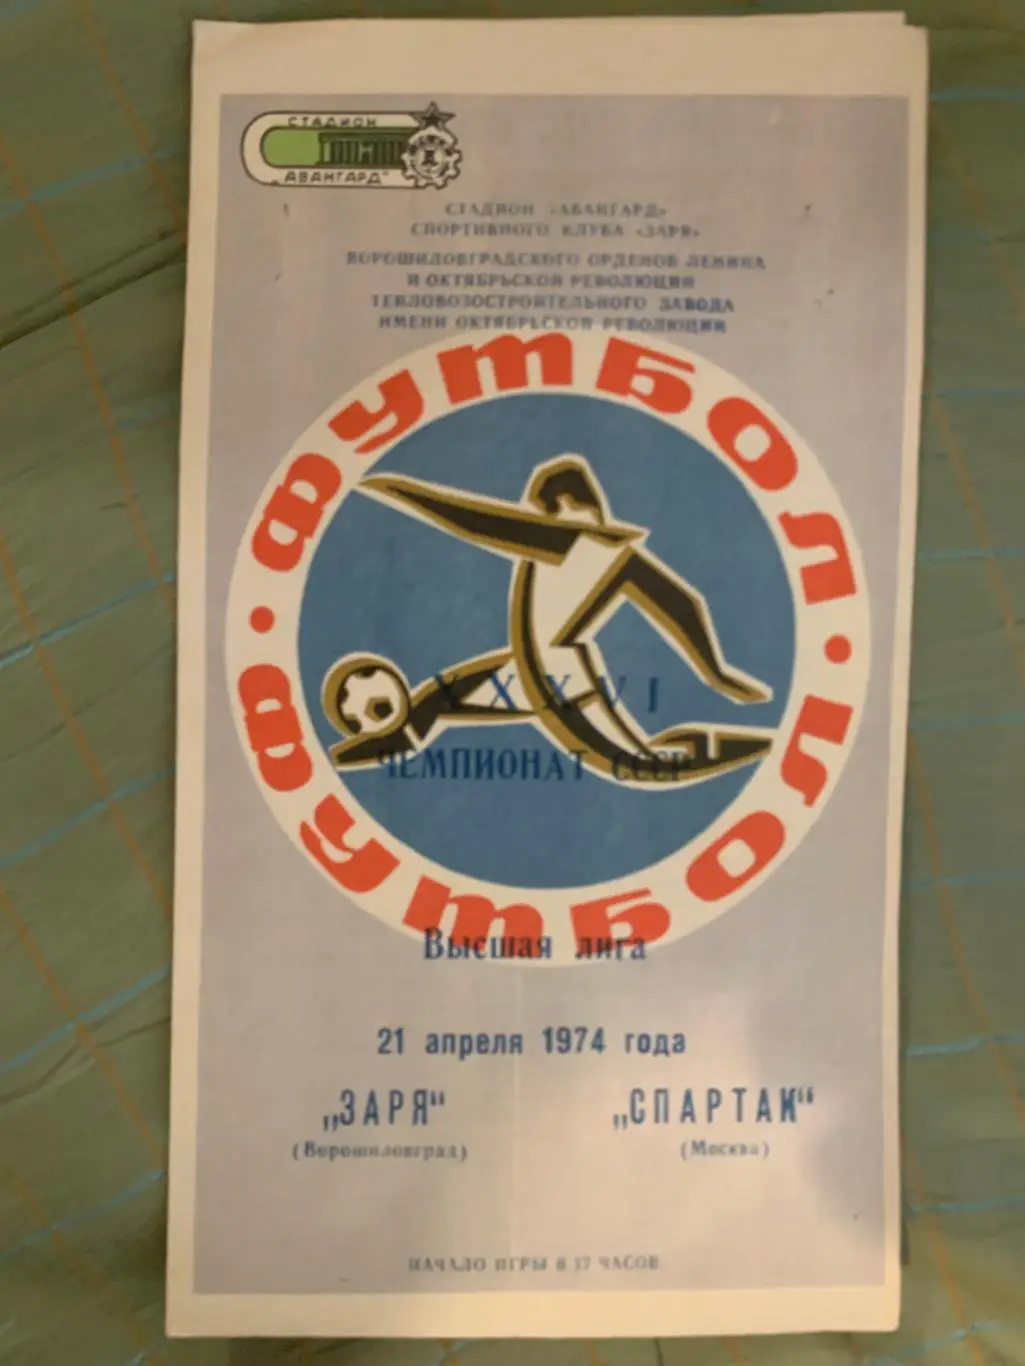 СТАДИОН
„АВАНГАРД"
СТАДИОН «АВАНГАРД»
СПОРТИВНОГО КЛУБА «ЗАРЯ»
ВОРОШИЛОВГРАДСКОГО ОРДЕНОВ ЛЕНИНА
И ОКТЯБРЬСКОЙ РЕВОЛЮЦИИ
ТЕПЛОВОЗОСТРОИТЕЛЬНОГО ЗАВОДА
ИМЕНИ ОКТЯБРЬСКОЙ РЕВОЛЮЦИИ
ФУТБОЛ • ФУТБОЛ •
XXXVI
ЧЕМПИОНАТ СССР
Высшая лига
21 апреля 1974 года
„ЗАРЯ" „СПАРТАК"
(Ворошиловград) (Москва)
НАЧАЛО ИГРЫ В 17 ЧАСОВ